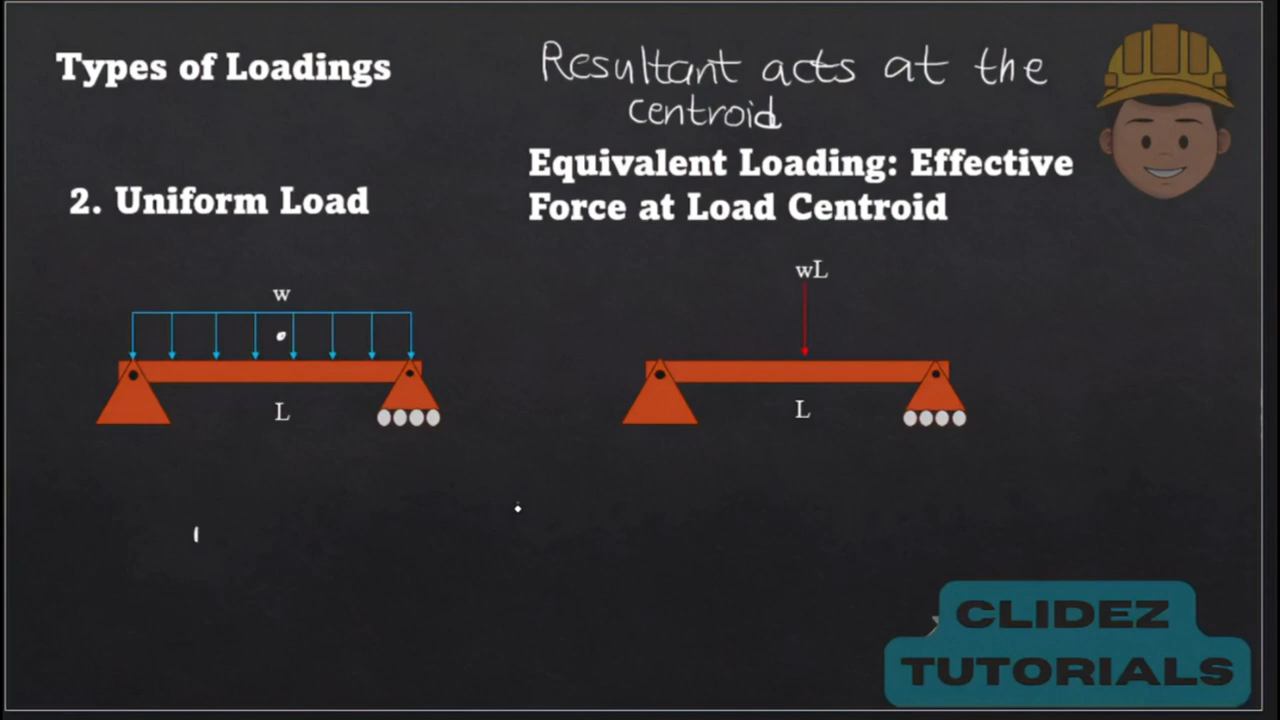 Types of Loadings
Resultant acts at the
centroid
Equivalent Loading: Effective
Force at Load Centroid
2. Uniform Load
w
L
wL
L
CLIDEZ
TUTORIALS